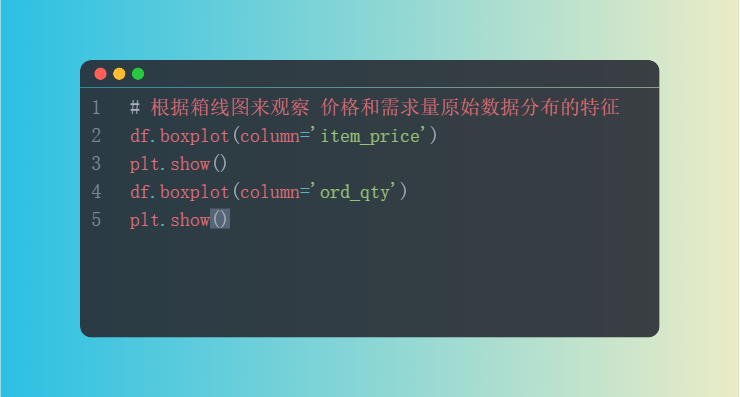 1 # 根据箱线图来观察 价格和需求量原始数据分布的特征
2 df.boxplot(column='item_price')
3 plt.show()
4 df.boxplot(column='ord_qty')
5 plt.show()